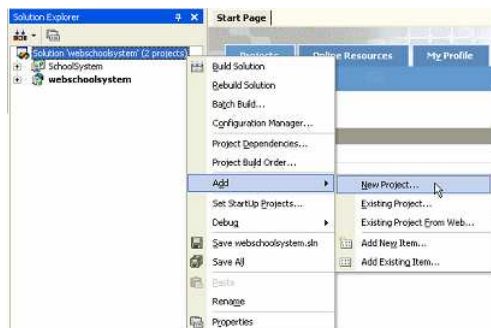 Solution Explorer
Start Page
Solution 'webschoolsystem' (2 projects)
SchoolSystem
webschoolsystem
Projects
Online Resources
My Profile
Build Solution
Rebuild Solution
Batch Build...
Configuration Manager...
Project Dependencies...
Project Build Order...
Add
Set StartUp Projects...
Debug
Save webschoolsystem.sln
Save All
Paste
Rename
Properties
New Project...
Existing Project...
Existing Project From Web...
Add New Item...
Add Existing Item...